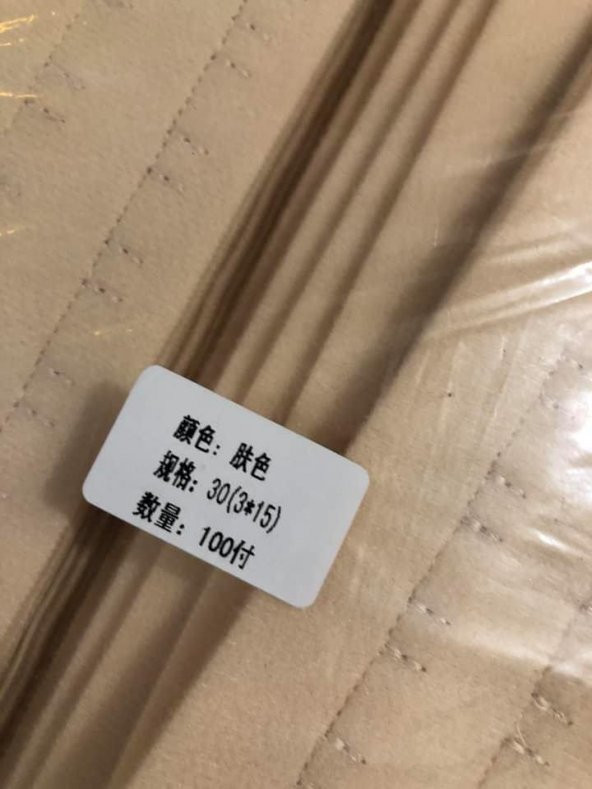 颜色: 肤色
规格: 30(3*15)
数量: 100付